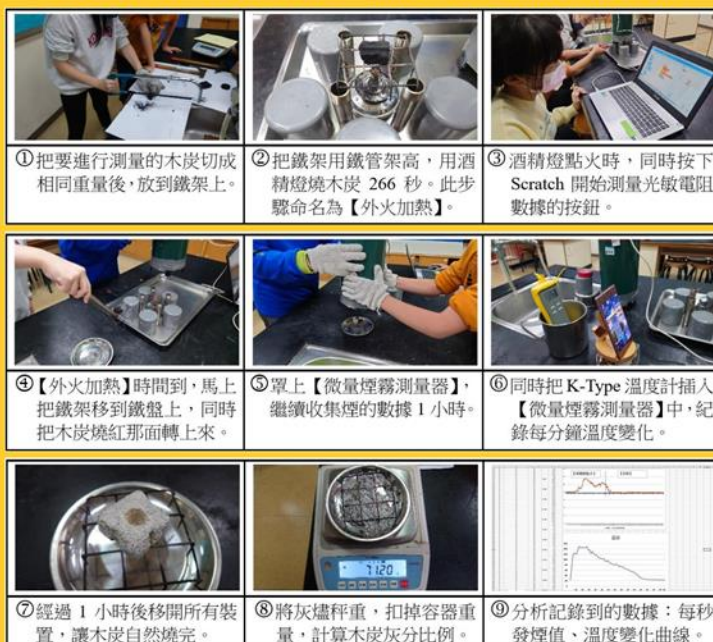 ①把要進行測量的木炭切成
相同重量後，放到鐵架上。
②把鐵架用鐵管架高，用酒
精燈燒木炭 266 秒。此步
驟命名為【外火加熱】。
③酒精燈點火時，同時按下
Scratch 開始測量光敏電阻
數據的按鈕。
④【外火加熱】時間到，馬上
把鐵架移到鐵盤上，同時
把木炭燒紅那面轉上來。
⑤罩上【微量煙霧測量器】，
繼續收集煙的數據 1 小時。
⑥同時把 K-Type 溫度計插入
【微量煙霧測量器】中，紀
錄每分鐘溫度變化。
7120
⑦經過 1 小時後移開所有裝
置，讓木炭自然燒完。
⑧將灰燼秤重，扣掉容器重
量，計算木炭灰分比例。
⑨分析記錄到的數據：每秒
發煙值、溫度變化曲線。